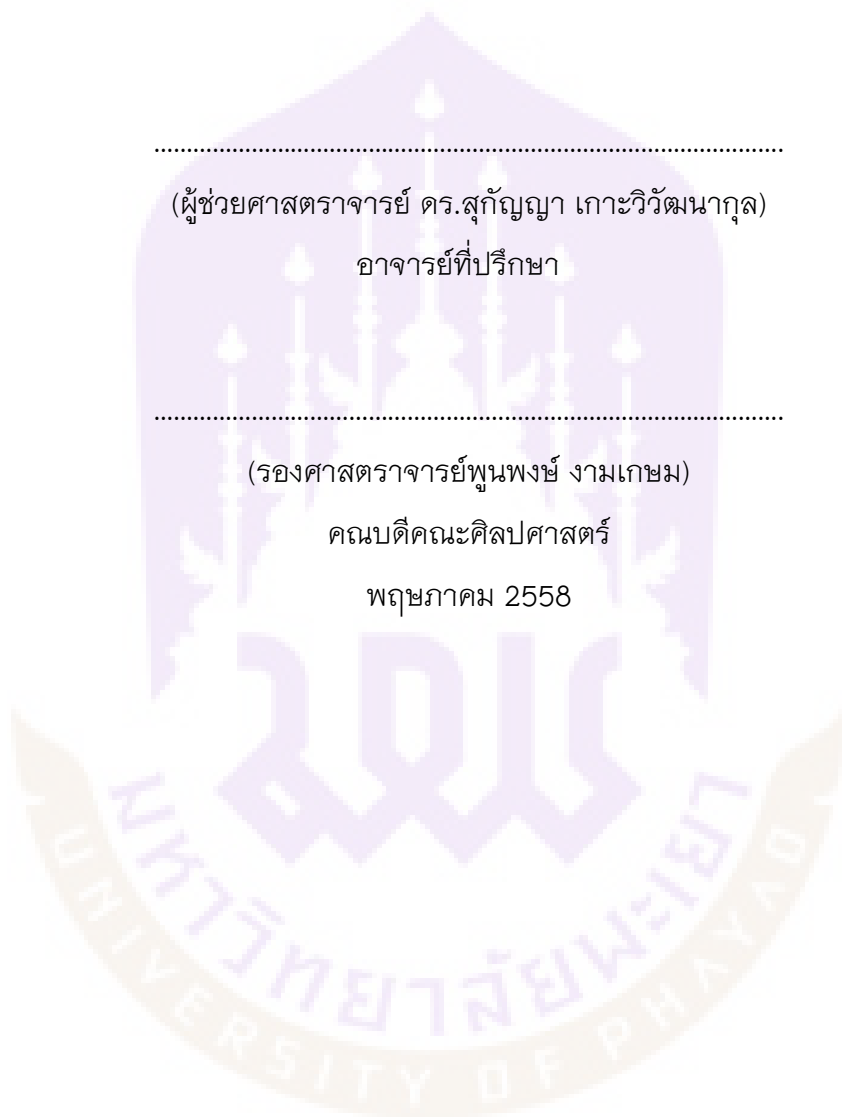 ................................................................................................
(ผู้ช่วยศาสตราจารย์ ดร.สุกัญญา เกาะวิวัฒนากุล)
อาจารย์ที่ปรึกษา
................................................................................................
(รองศาสตราจารย์พูนพงษ์ งามเกษม)
คณบดีคณะศิลปศาสตร์
พฤษภาคม 2558
มหาวิทยาลัยพะเยา
UNIVERSITY OF PHAYAO